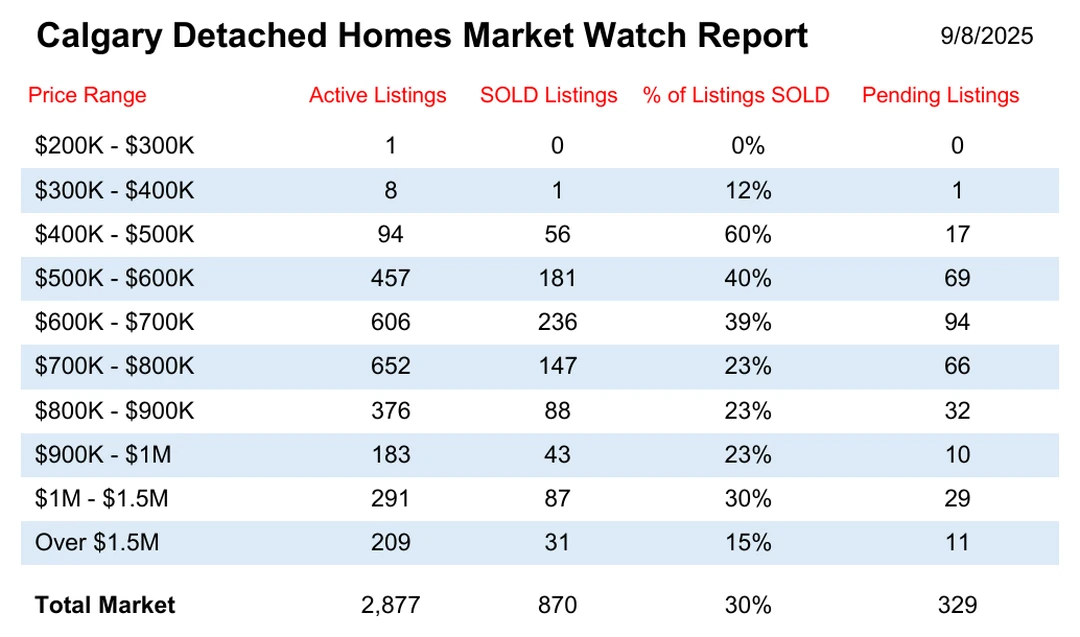 Calgary Detached Homes Market Watch Report 9/8/2025
Price Range Active Listings SOLD Listings % of Listings SOLD Pending Listings
$200K - $300K 1 0 0% 0
$300K - $400K 8 1 12% 1
$400K - $500K 94 56 60% 17
$500K - $600K 457 181 40% 69
$600K - $700K 606 236 39% 94
$700K - $800K 652 147 23% 66
$800K - $900K 376 88 23% 32
$900K - $1M 183 43 23% 10
$1M - $1.5M 291 87 30% 29
Over $1.5M 209 31 15% 11
Total Market 2,877 870 30% 329